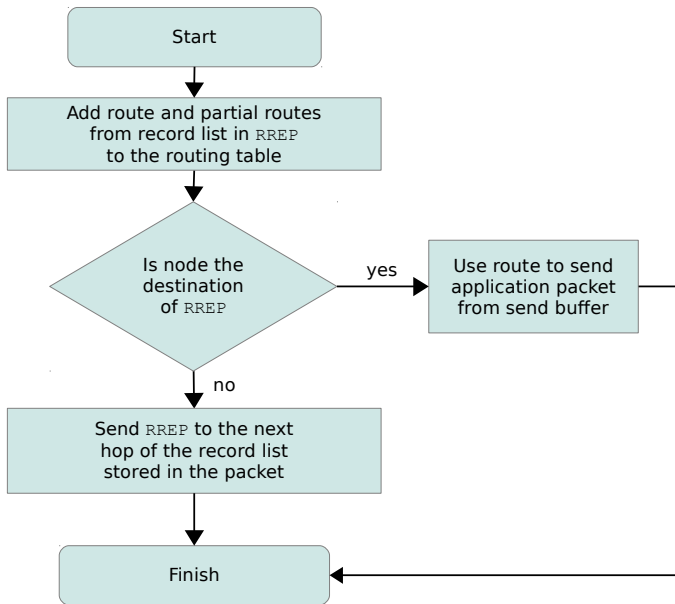 Start
Add route and partial routes
from record list in RREP
to the routing table
Is node the
destination
of RREP
yes
Use route to send
application packet
from send buffer
no
Send RREP to the next
hop of the record list
stored in the packet
Finish